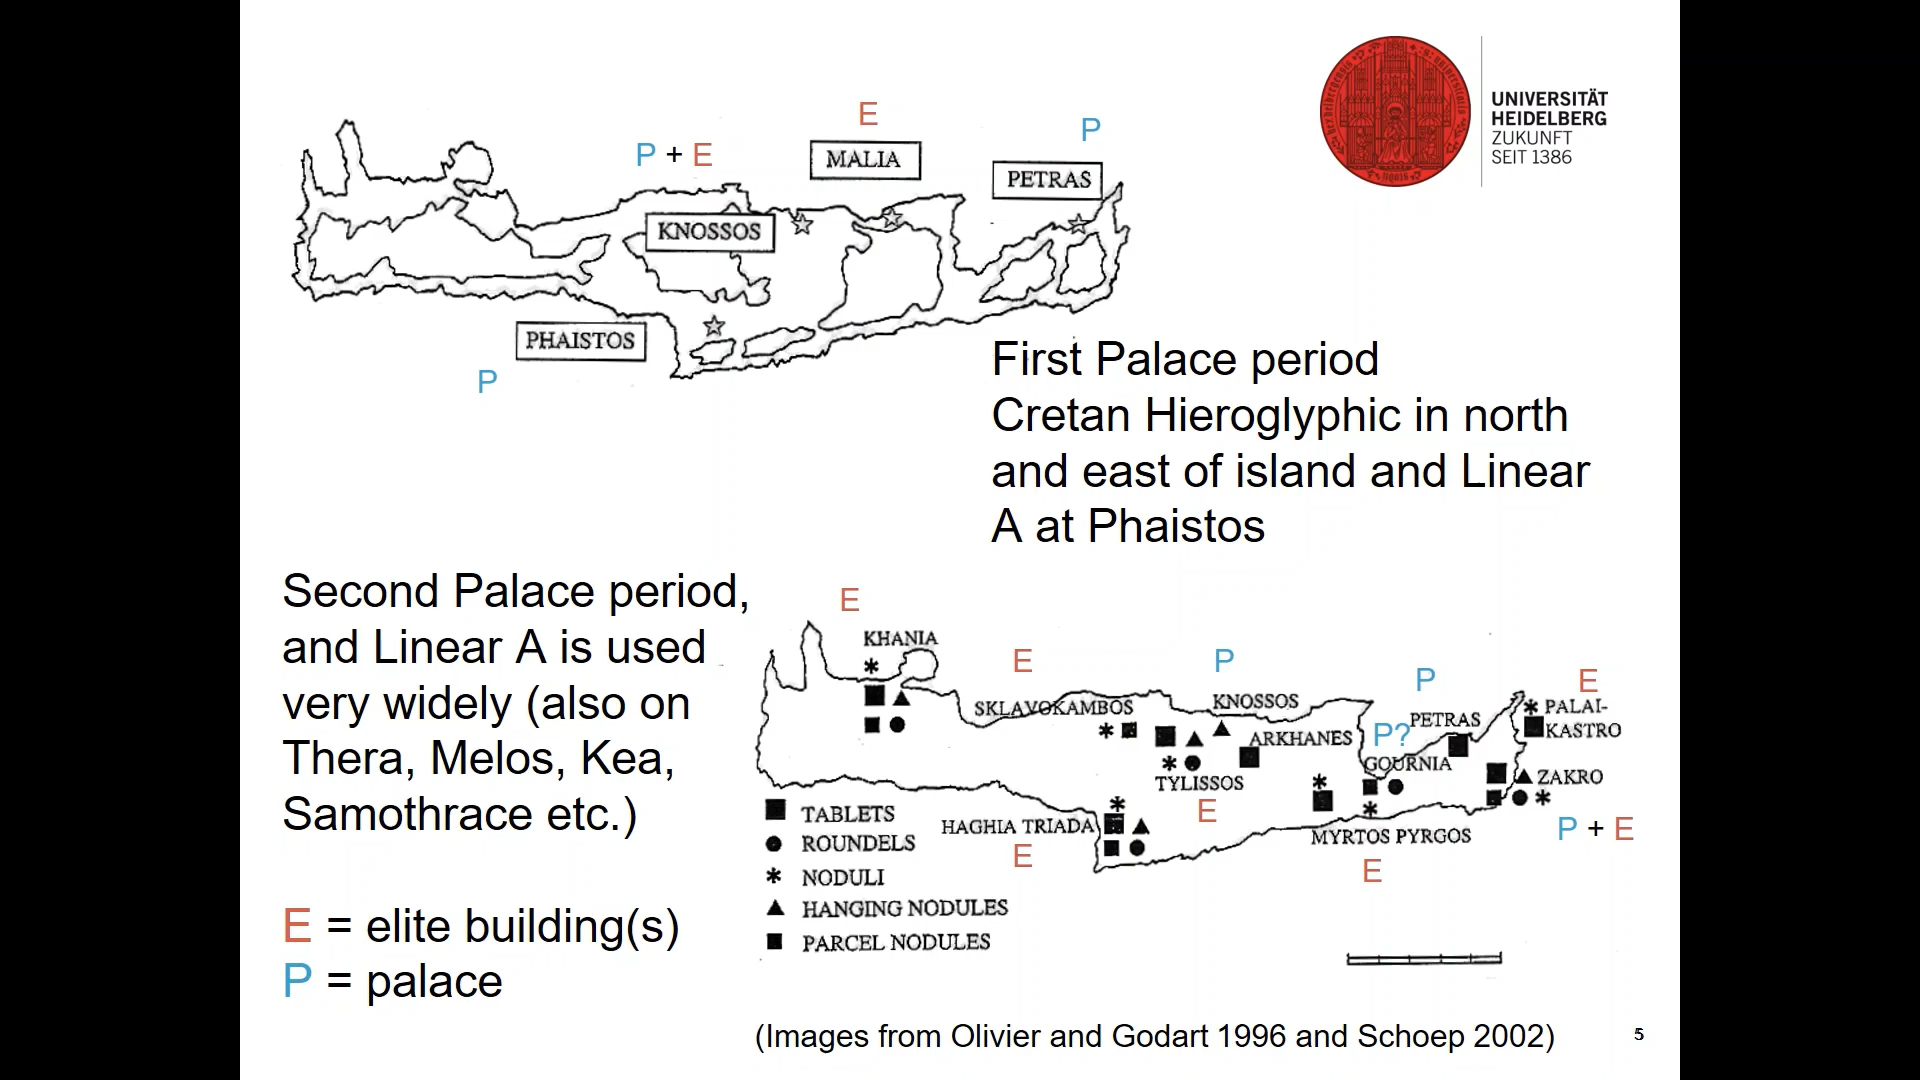 UNIVERSITÄT
HEIDELBERG
ZUKUNFT
SEIT 1386
E
P
P + E
MALIA
PETRAS
KNOSSOS
PHAISTOS
P
First Palace period
Cretan Hieroglyphic in north
and east of island and Linear
A at Phaistos
Second Palace period,
and Linear A is used
very widely (also on
Thera, Melos, Kea,
Samothrace etc.)
E = elite building(s)
P = palace
E
KHANIA
E
SKLAVOKAMBOS
P
KNOSSOS
ARKHANES
TYLISSOS
E
P
PETRAS
P?
GOURNIA
E
PALAI-
KASTRO
ZAKRO
P + E
HAGHIA TRIADA
E
MYRTOS PYRGOS
E
TABLETS
ROUNDELS
NODULI
HANGING NODULES
PARCEL NODULES
(Images from Olivier and Godart 1996 and Schoep 2002)
5